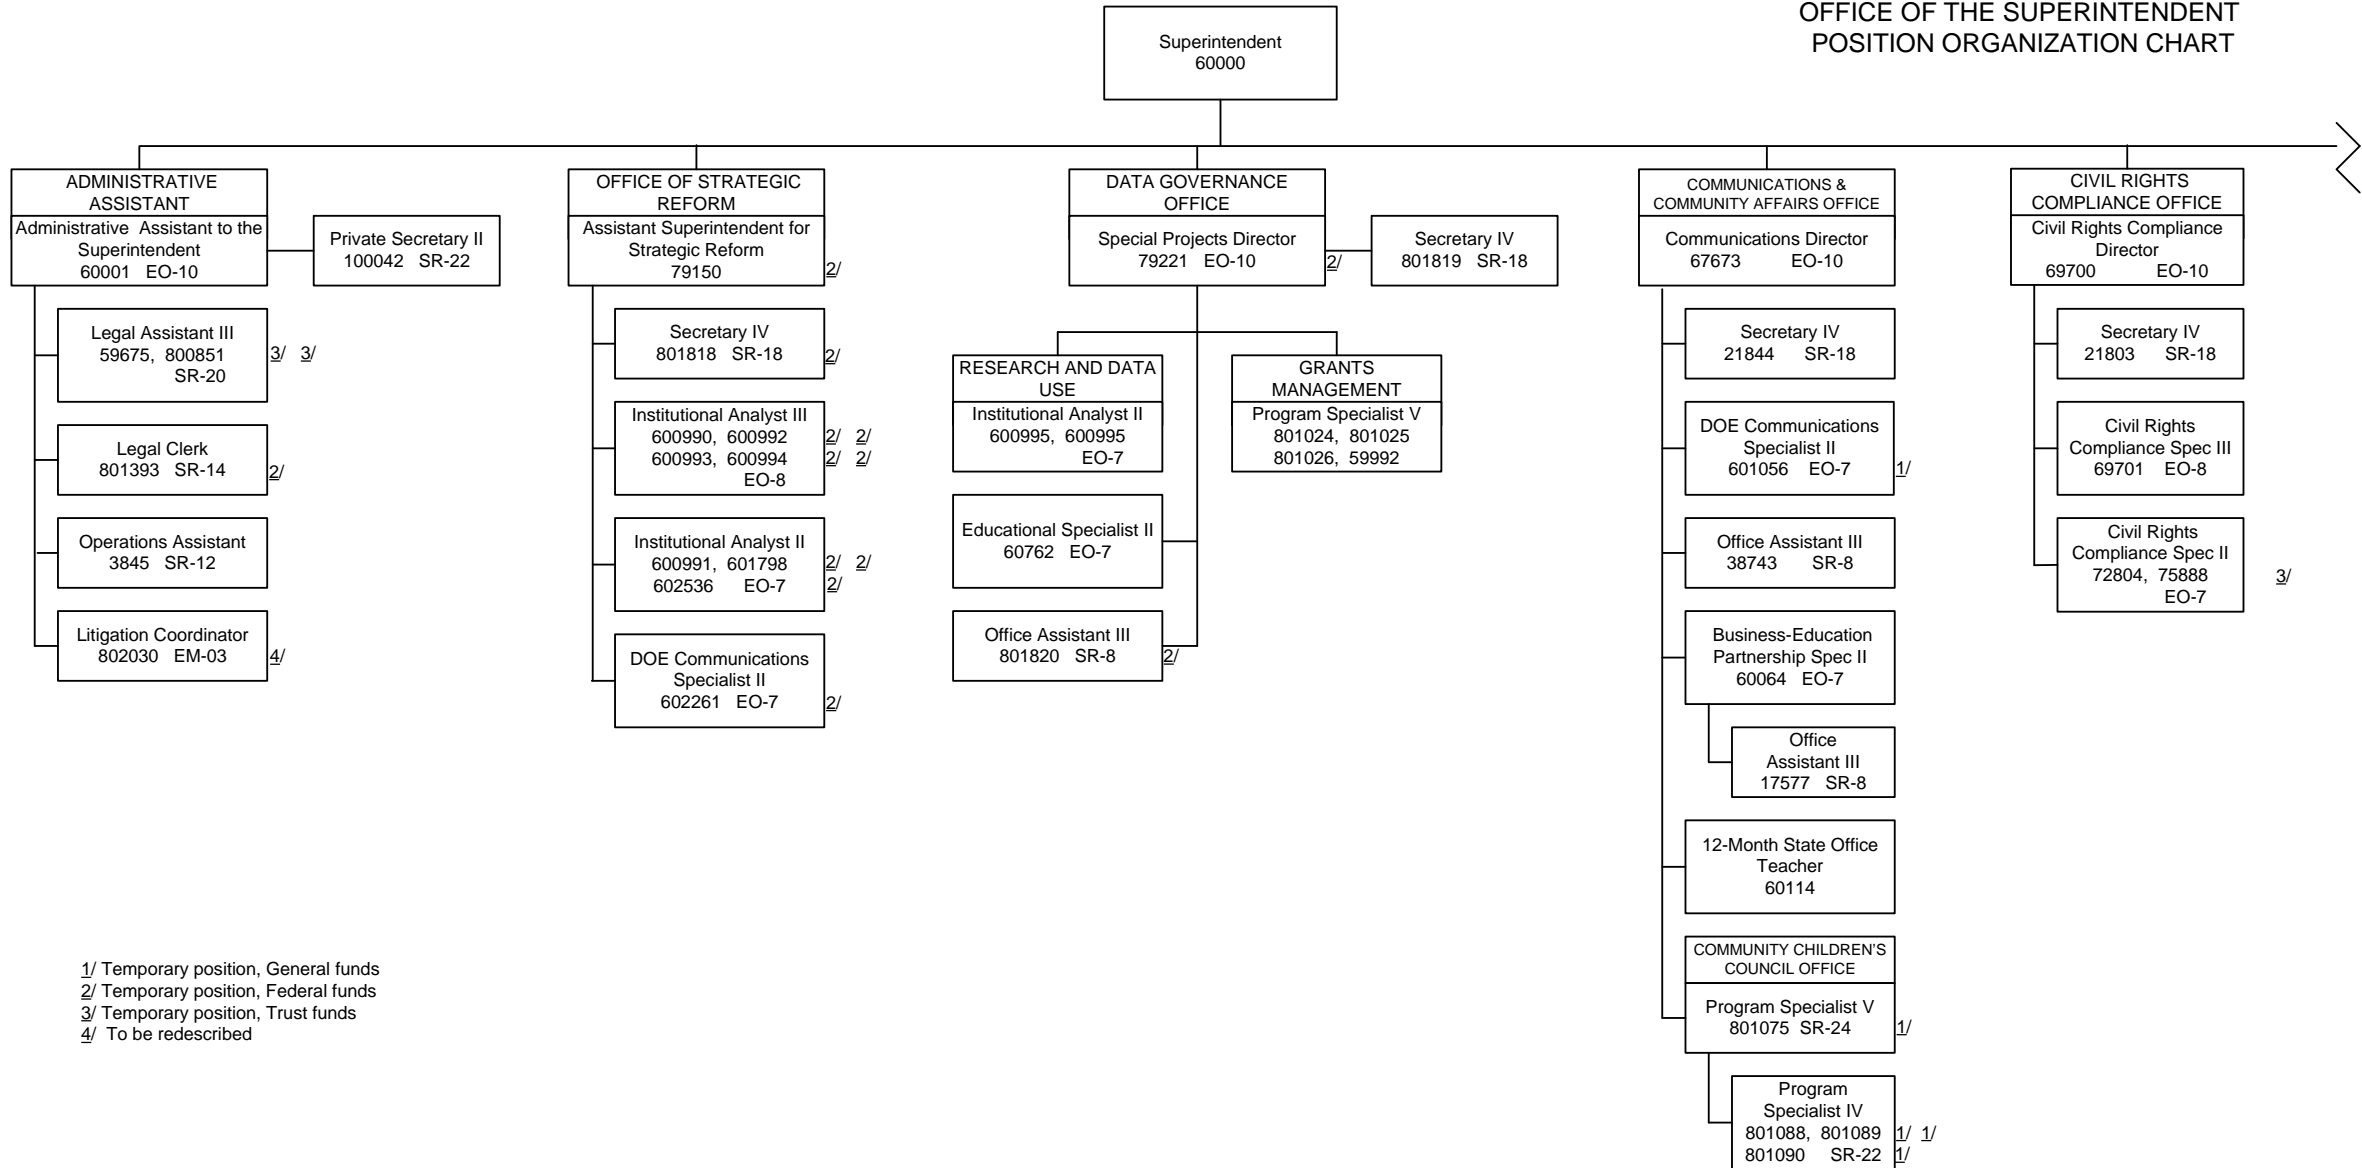 OFFICE OF THE SUPERINTENDENT
POSITION ORGANIZATION CHART
Superintendent
60000
ADMINISTRATIVE
ASSISTANT
Administrative Assistant to the
Superintendent
60001 EO-10
Private Secretary II
100042 SR-22
Legal Assistant III
59675, 800851 3/ 3/
SR-20
Legal Clerk
801393 SR-14 2/
Operations Assistant
3845 SR-12
Litigation Coordinator
802030 EM-03 4/
OFFICE OF STRATEGIC
REFORM
Assistant Superintendent for
Strategic Reform
79150 2/
Secretary IV
801818 SR-18 2/
Institutional Analyst III
600990, 600992 2/ 2/
600993, 600994 2/ 2/
EO-8
Institutional Analyst II
600991, 601798 2/ 2/
602536 EO-7 2/
DOE Communications
Specialist II
602261 EO-7 2/
DATA GOVERNANCE
OFFICE
Special Projects Director
79221 EO-10 2/
Secretary IV
801819 SR-18
RESEARCH AND DATA
USE
Institutional Analyst II
600995, 600995
EO-7
GRANTS
MANAGEMENT
Program Specialist V
801024, 801025
801026, 59992
Educational Specialist II
60762 EO-7
Office Assistant III
801820 SR-8 2/
COMMUNICATIONS &
COMMUNITY AFFAIRS OFFICE
Communications Director
67673 EO-10
Secretary IV
21844 SR-18
DOE Communications
Specialist II
601056 EO-7 1/
Office Assistant III
38743 SR-8
Business-Education
Partnership Spec II
60064 EO-7
Office
Assistant III
17577 SR-8
12-Month State Office
Teacher
60114
COMMUNITY CHILDREN'S
COUNCIL OFFICE
Program Specialist V
801075 SR-24 1/
Program
Specialist IV
801088, 801089 1/ 1/
801090 SR-22 1/
CIVIL RIGHTS
COMPLIANCE OFFICE
Civil Rights Compliance
Director
69700 EO-10
Secretary IV
21803 SR-18
Civil Rights
Compliance Spec III
69701 EO-8
Civil Rights
Compliance Spec II
72804, 75888 3/
EO-7
1/ Temporary position, General funds
2/ Temporary position, Federal funds
3/ Temporary position, Trust funds
4/ To be redescribed